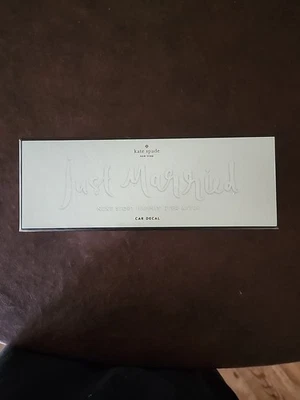 kate spade
NEW YORK
Just Married
CAR DECAL